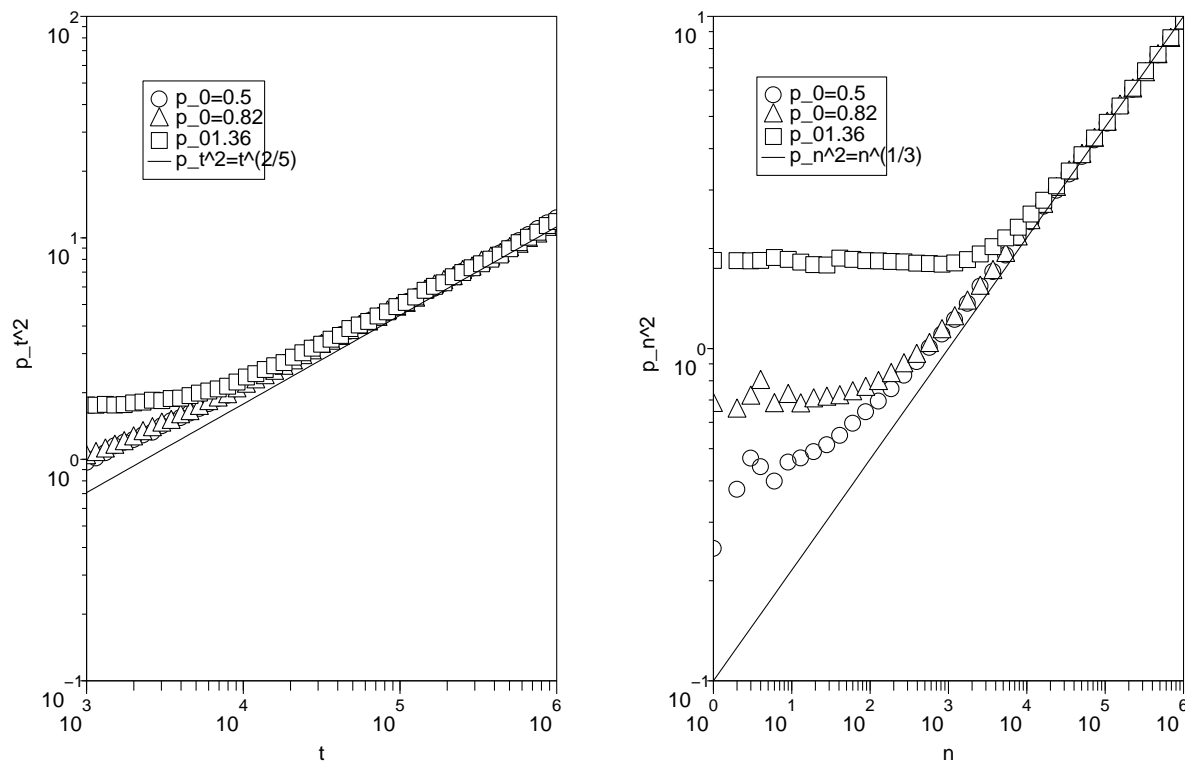 10^2
10^1
10^0
10^−1
p_t^2
p_0=0.5
p_0=0.82
p_01.36
p_t^2=t^(2/5)
10^3 10^4 10^5 10^6
t
10^1
10^0
10^−1
p_n^2
p_0=0.5
p_0=0.82
p_01.36
p_n^2=n^(1/3)
10^0 10^1 10^2 10^3 10^4 10^5 10^6
n